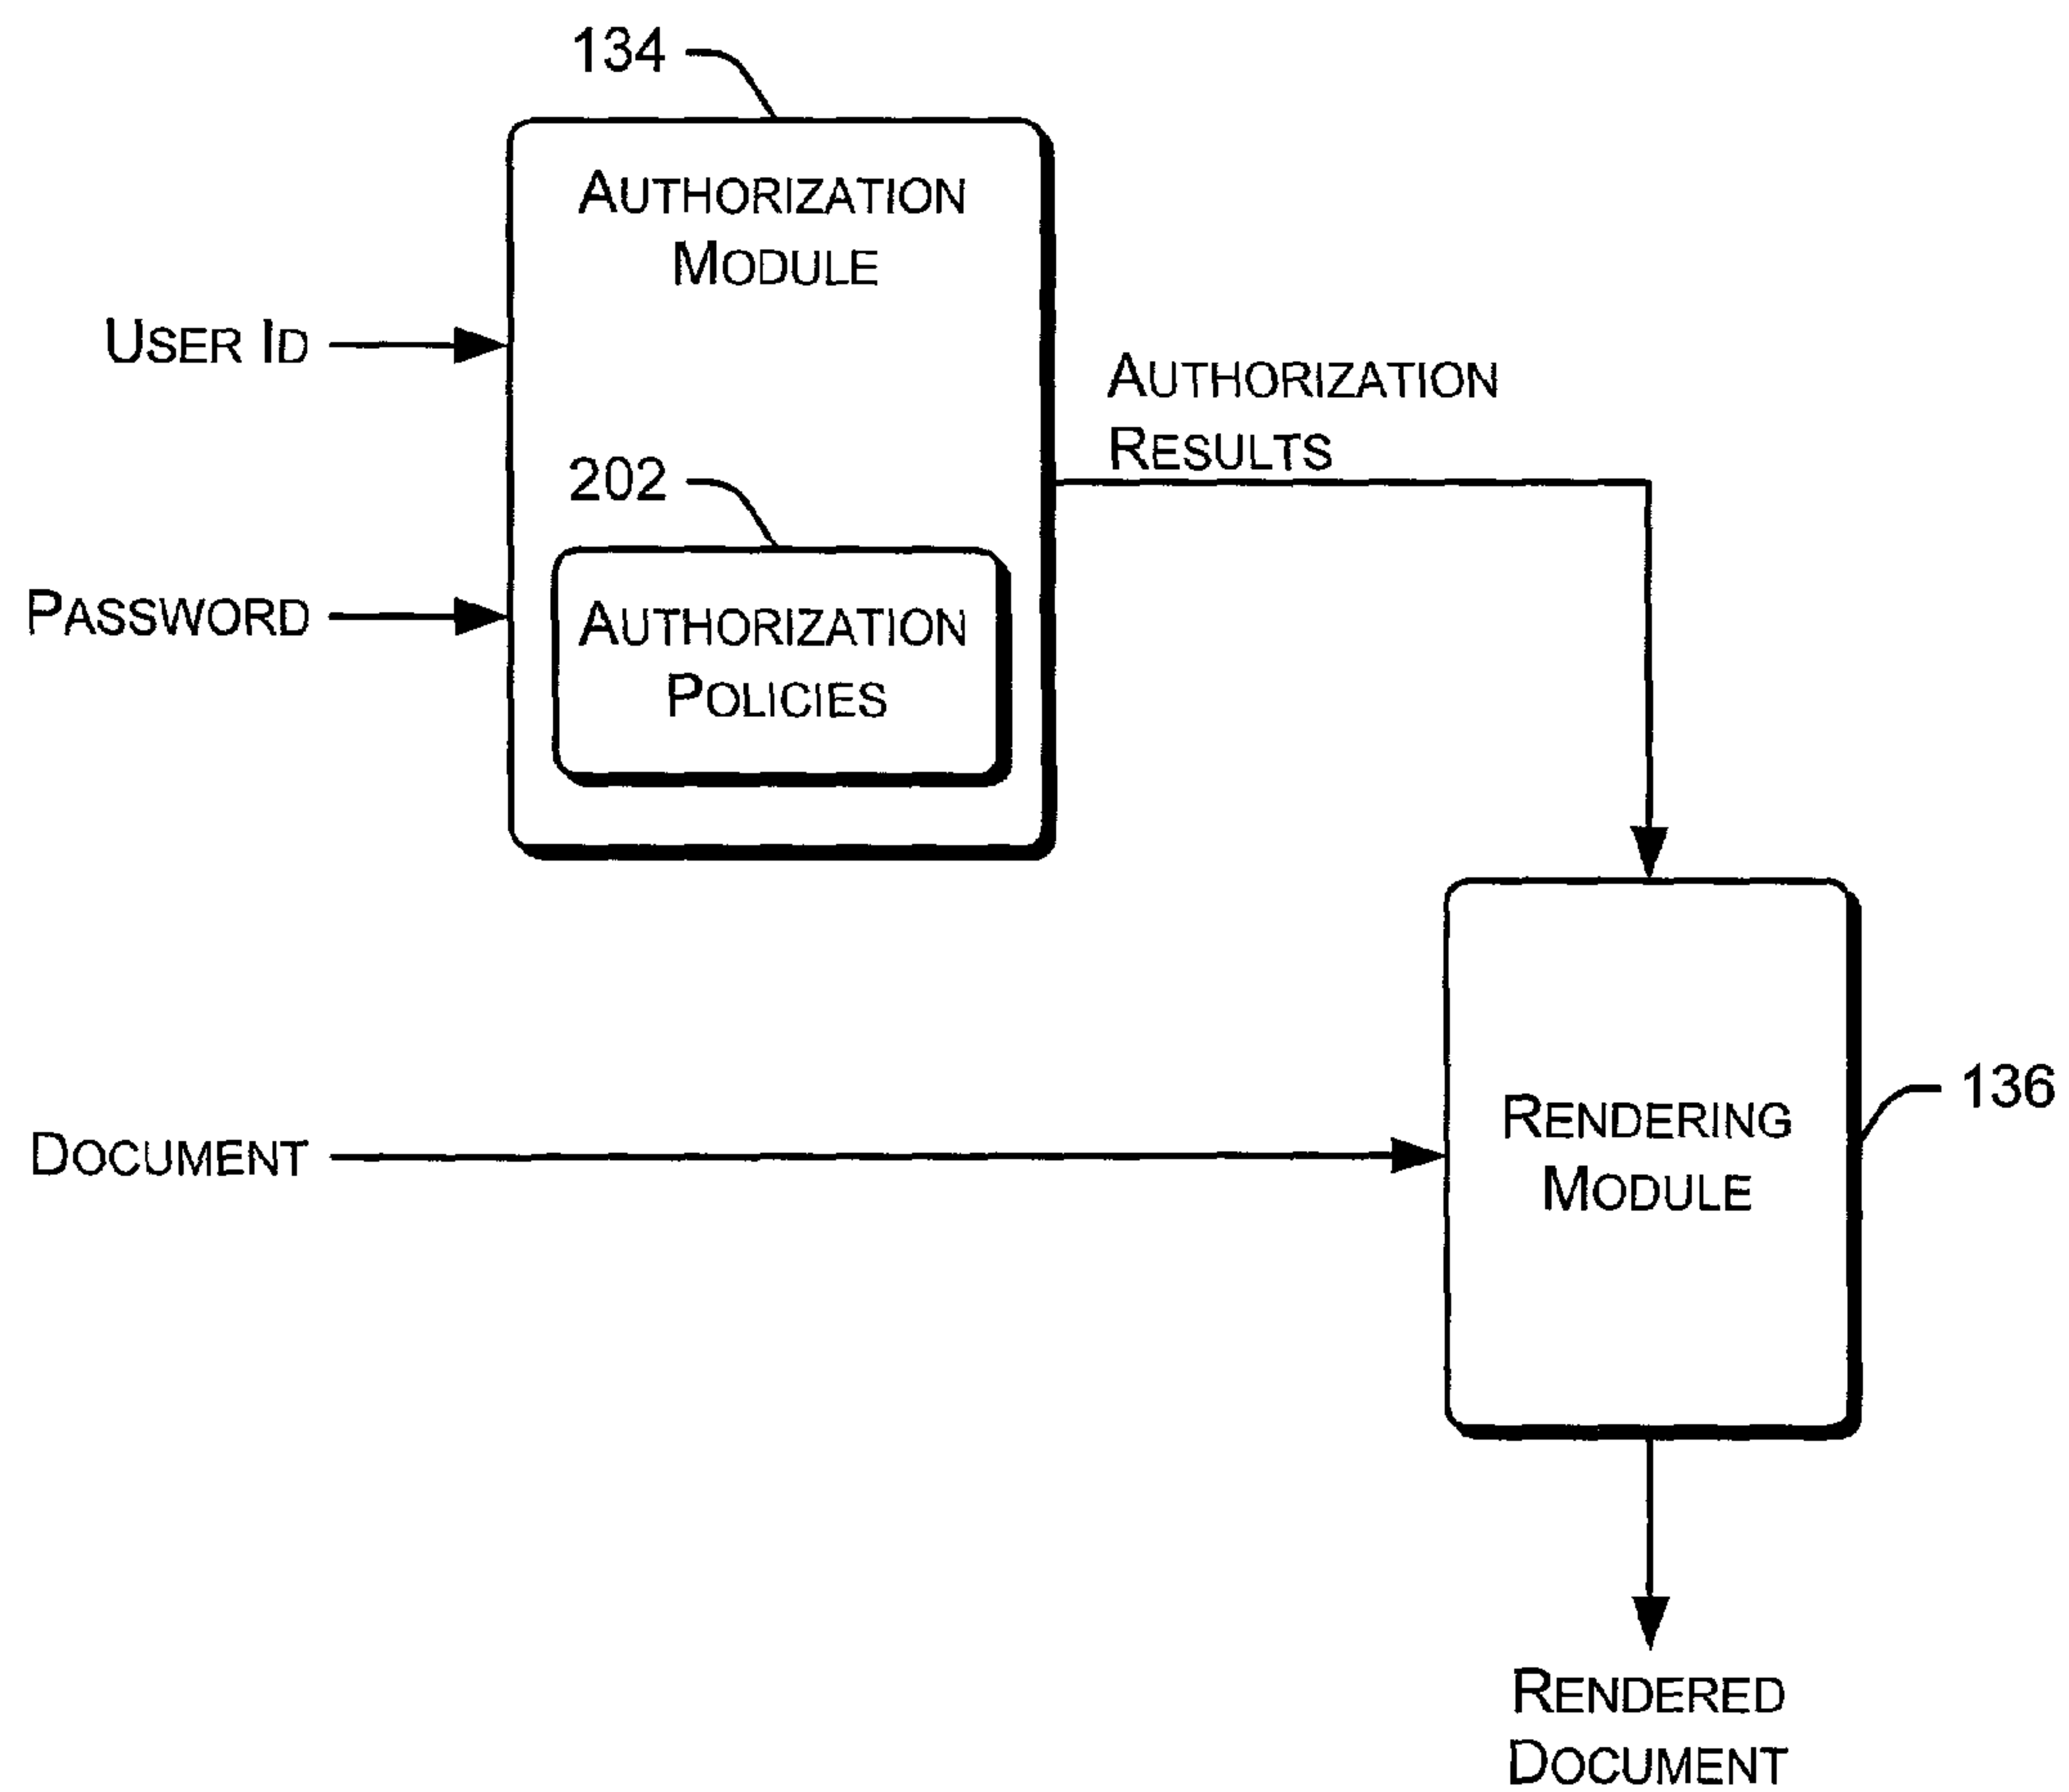 134
AUTHORIZATION
MODULE
USER ID
AUTHORIZATION
RESULTS
202
PASSWORD
AUTHORIZATION
POLICIES
136
RENDERING
MODULE
DOCUMENT
RENDERED
DOCUMENT